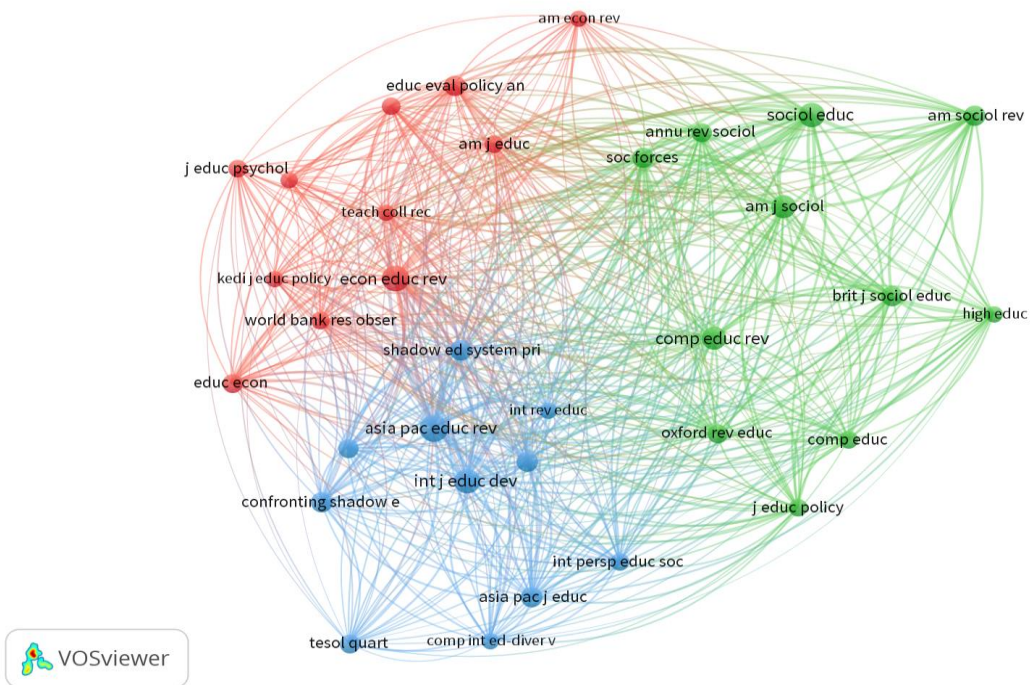 am econ rev
educ eval policy an
sociol educ
am sociol rev
annu rev sociol
am j educ
soc forces
j educ psychol
am j sociol
teach coll rec
kedi j educ policy
econ educ rev
brit j sociol educ
high educ
world bank res obser
comp educ rev
shadow ed system pri
educ econ
int rev educ
asia pac educ rev
oxford rev educ
comp educ
int j educ dev
confronting shadow e
j educ policy
int persp educ soc
asia pac j educ
tesol quart
comp int ed-diver v
VOSviewer